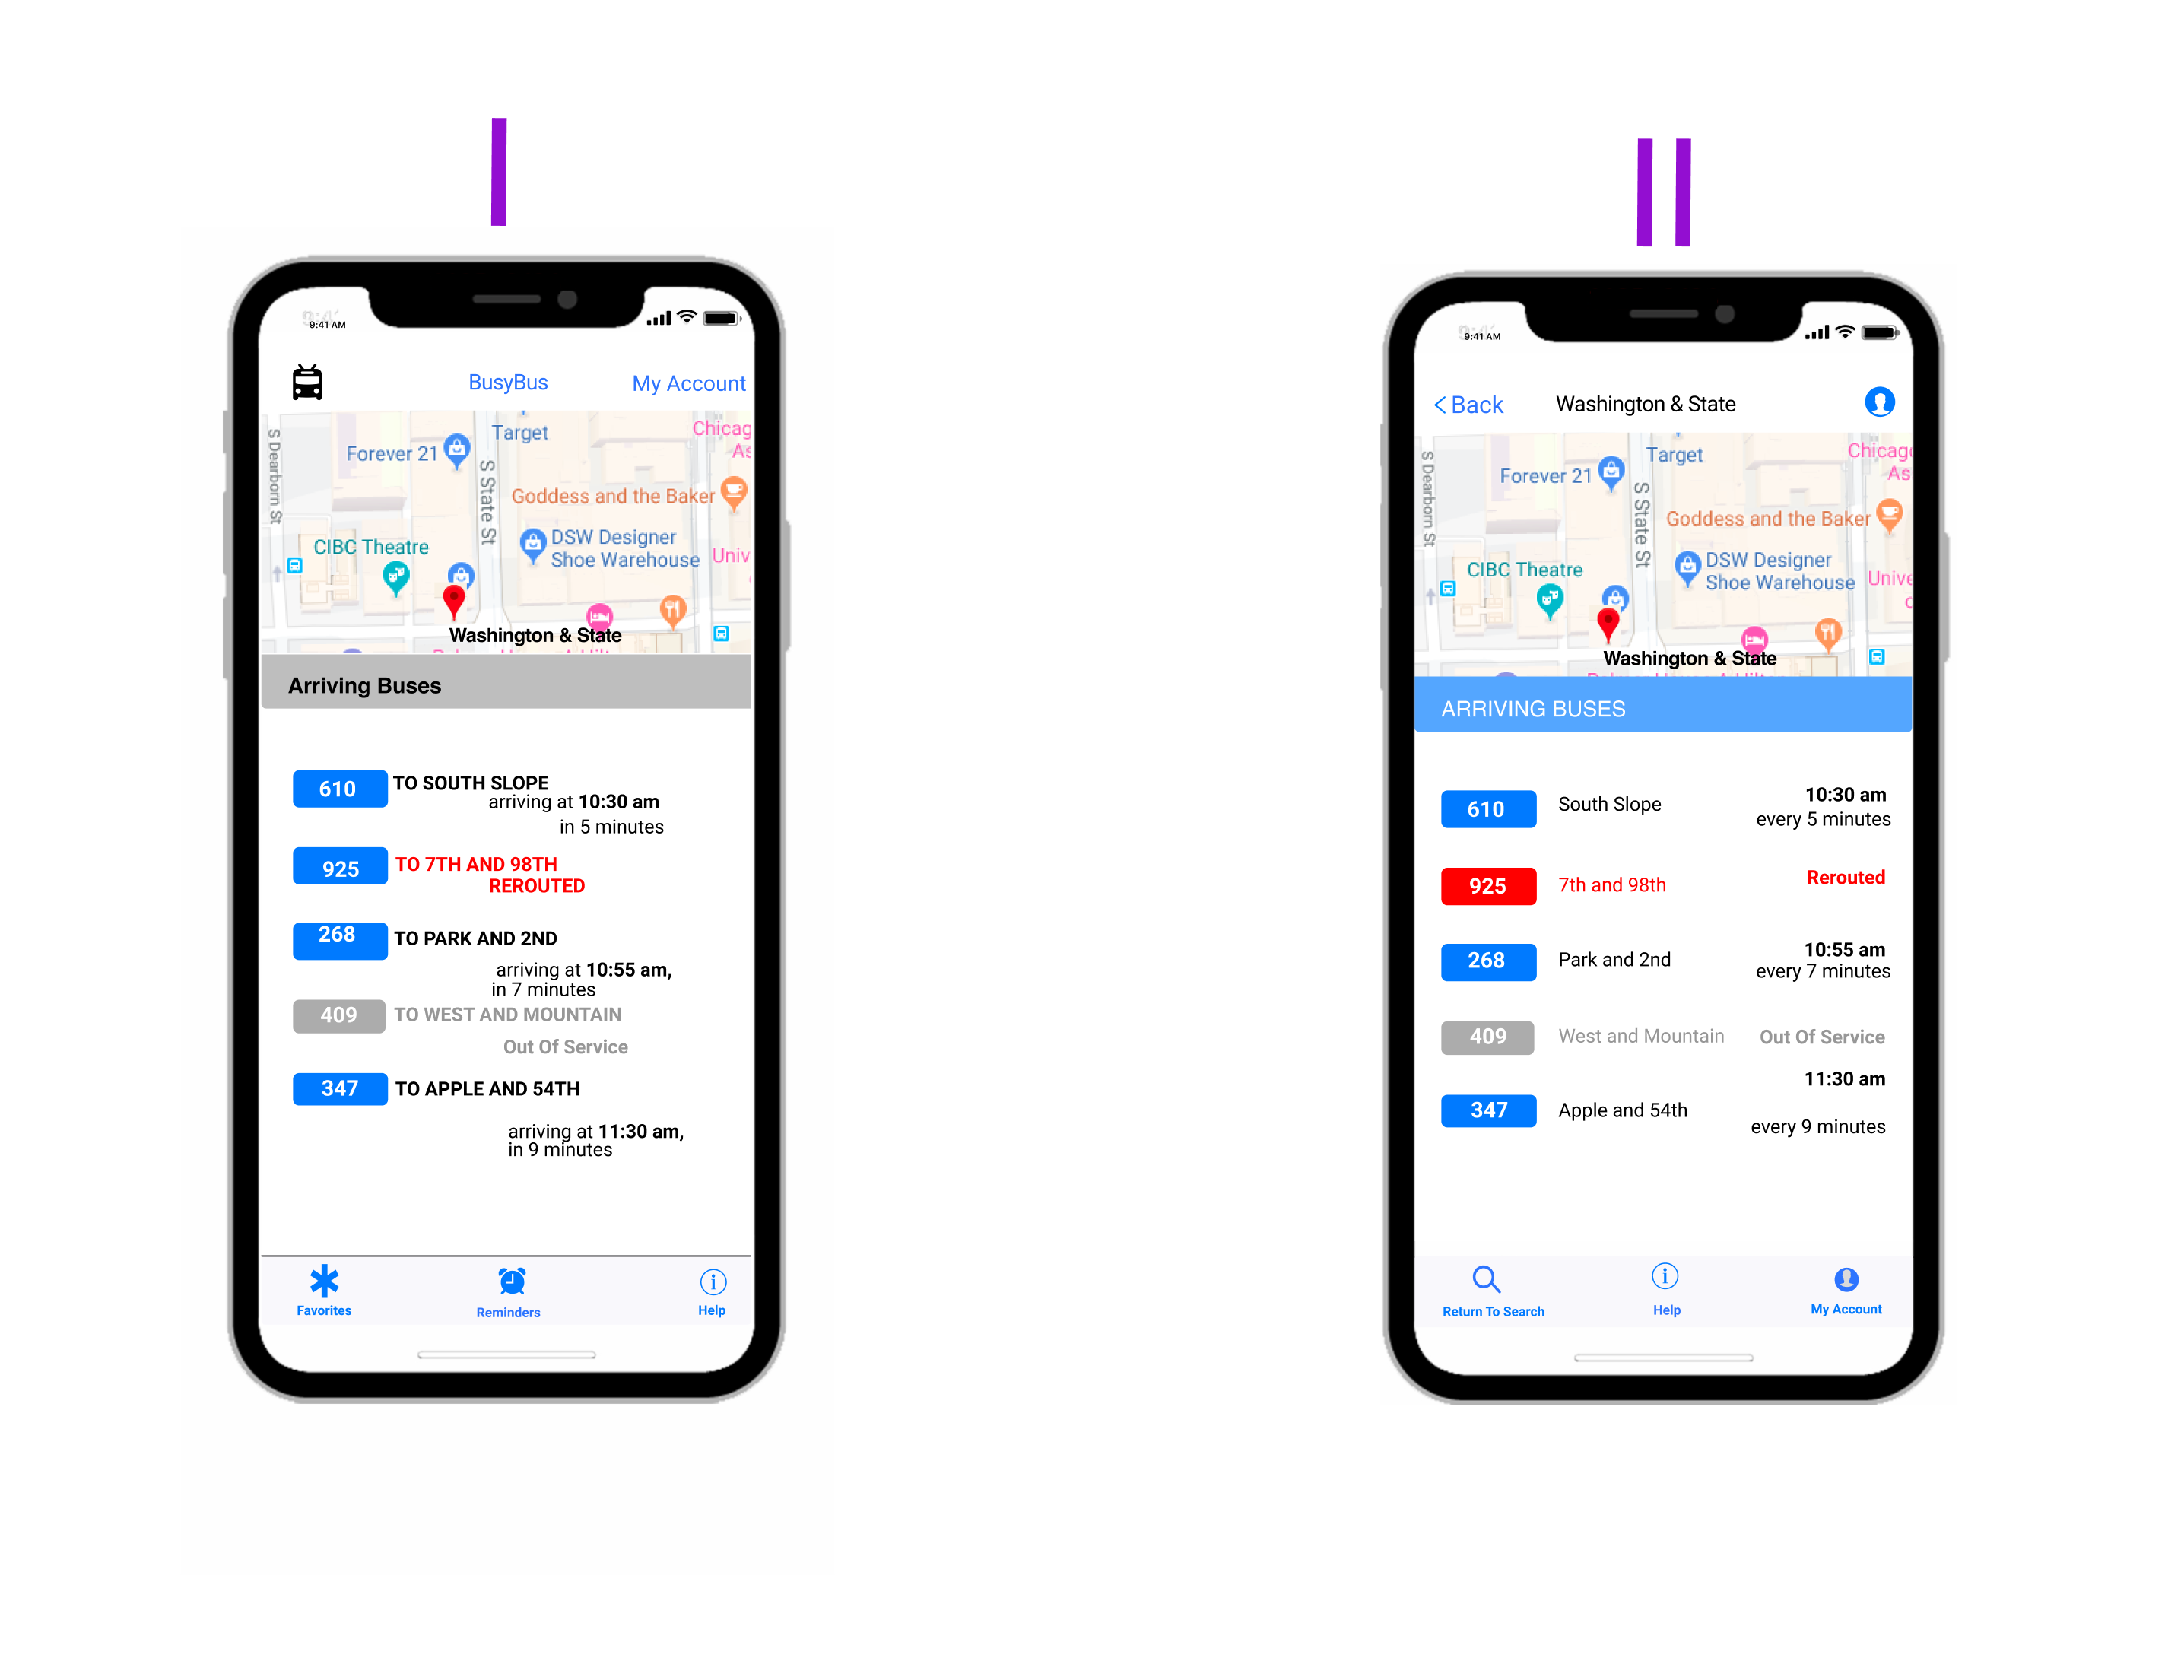 I
9:41 AM
BusyBus
My Account
S Dearborn St
Forever 21
Target
S State St
Chicag
As
Goddess and the Baker
DSW Designer
Shoe Warehouse
CIBC Theatre
Univ
Washington & State
Arriving Buses
610 TO SOUTH SLOPE
arriving at 10:30 am
in 5 minutes
925 TO 7TH AND 98TH
REROUTED
268 TO PARK AND 2ND
arriving at 10:55 am,
in 7 minutes
409 TO WEST AND MOUNTAIN
Out Of Service
347 TO APPLE AND 54TH
arriving at 11:30 am,
in 9 minutes
Favorites
Reminders
Help
II
9:41 AM
<Back
Washington & State
S Dearborn St
Forever 21
Target
S State St
Chicag
As
Goddess and the Baker
DSW Designer
Shoe Warehouse
CIBC Theatre
Unive
Washington & State
ARRIVING BUSES
610 South Slope 10:30 am
every 5 minutes
925 7th and 98th Rerouted
268 Park and 2nd 10:55 am
every 7 minutes
409 West and Mountain Out Of Service
11:30 am
347 Apple and 54th
every 9 minutes
Return To Search
Help
My Account